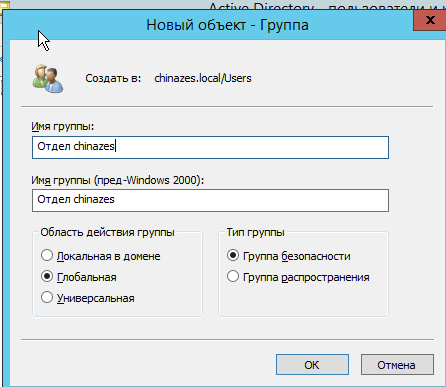 Active Directory – пользователи и к
Новый объект - Группа
x
Создать в: chinazes.local/Users
Имя группы:
Отдел chinazes
Имя группы (пред-Windows 2000):
Отдел chinazes
Область действия группы
Тип группы
Локальная в домене
Группа безопасности
Глобальная
Группа распространения
Универсальная
OK
Отмена